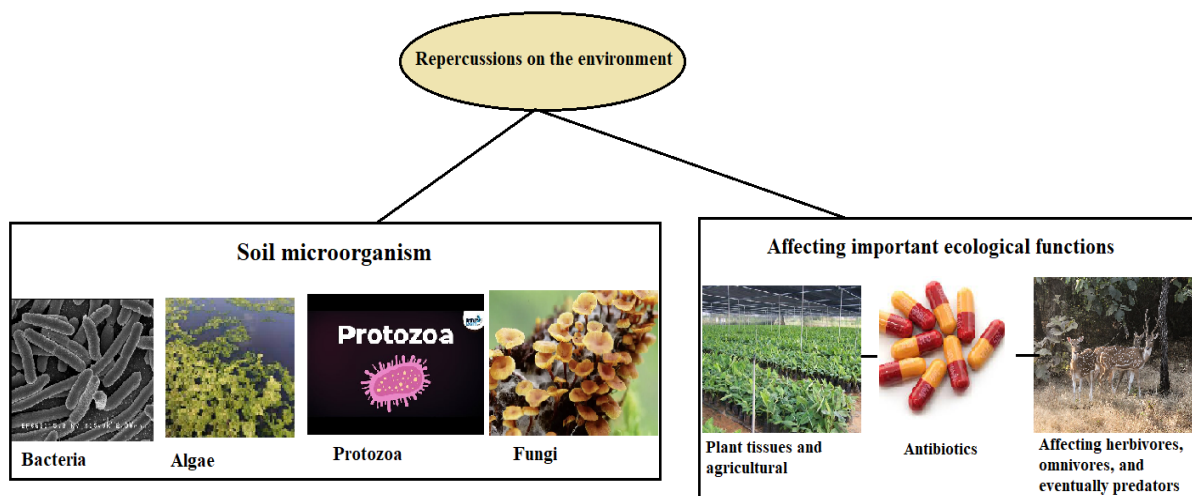 Repercussions on the environment
Soil microorganism
Protozoa
Bacteria
Algae
Protozoa
Fungi
Affecting important ecological functions
Plant tissues and
agricultural
Antibiotics
Affecting herbivores,
omnivores, and
eventually predators